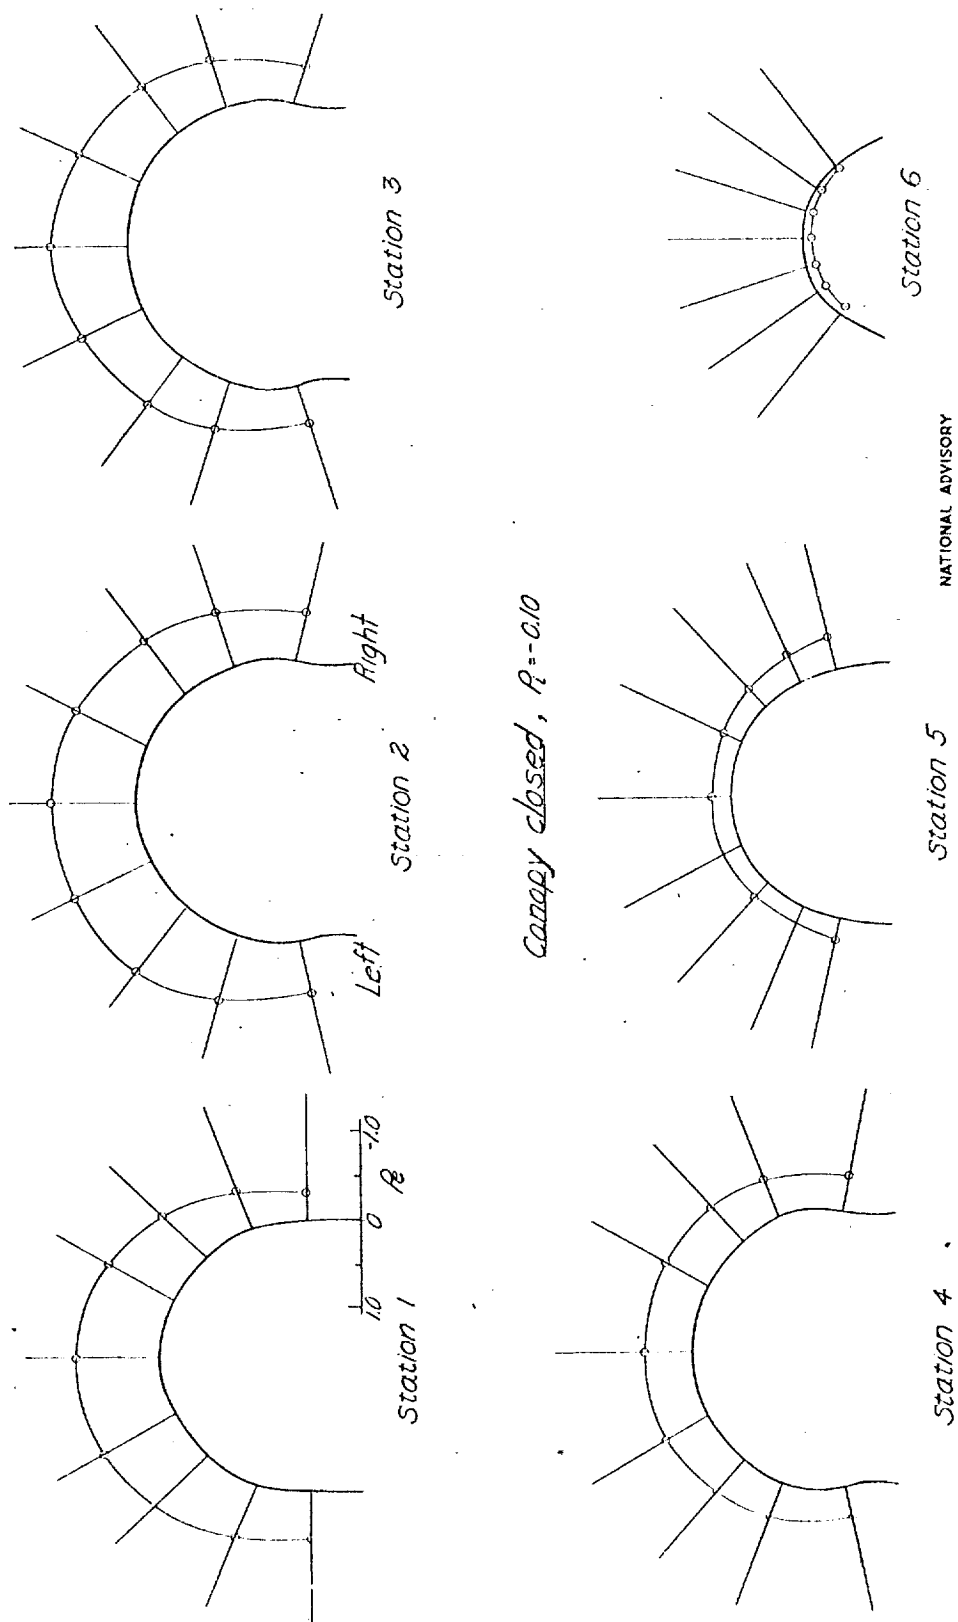 Station 1
1.0 0 -1.0
Pe
Station 2
Left
Right
Station 3
Canopy closed, Pi=-0.10
Station 4
Station 5
Station 6
NATIONAL ADVISORY